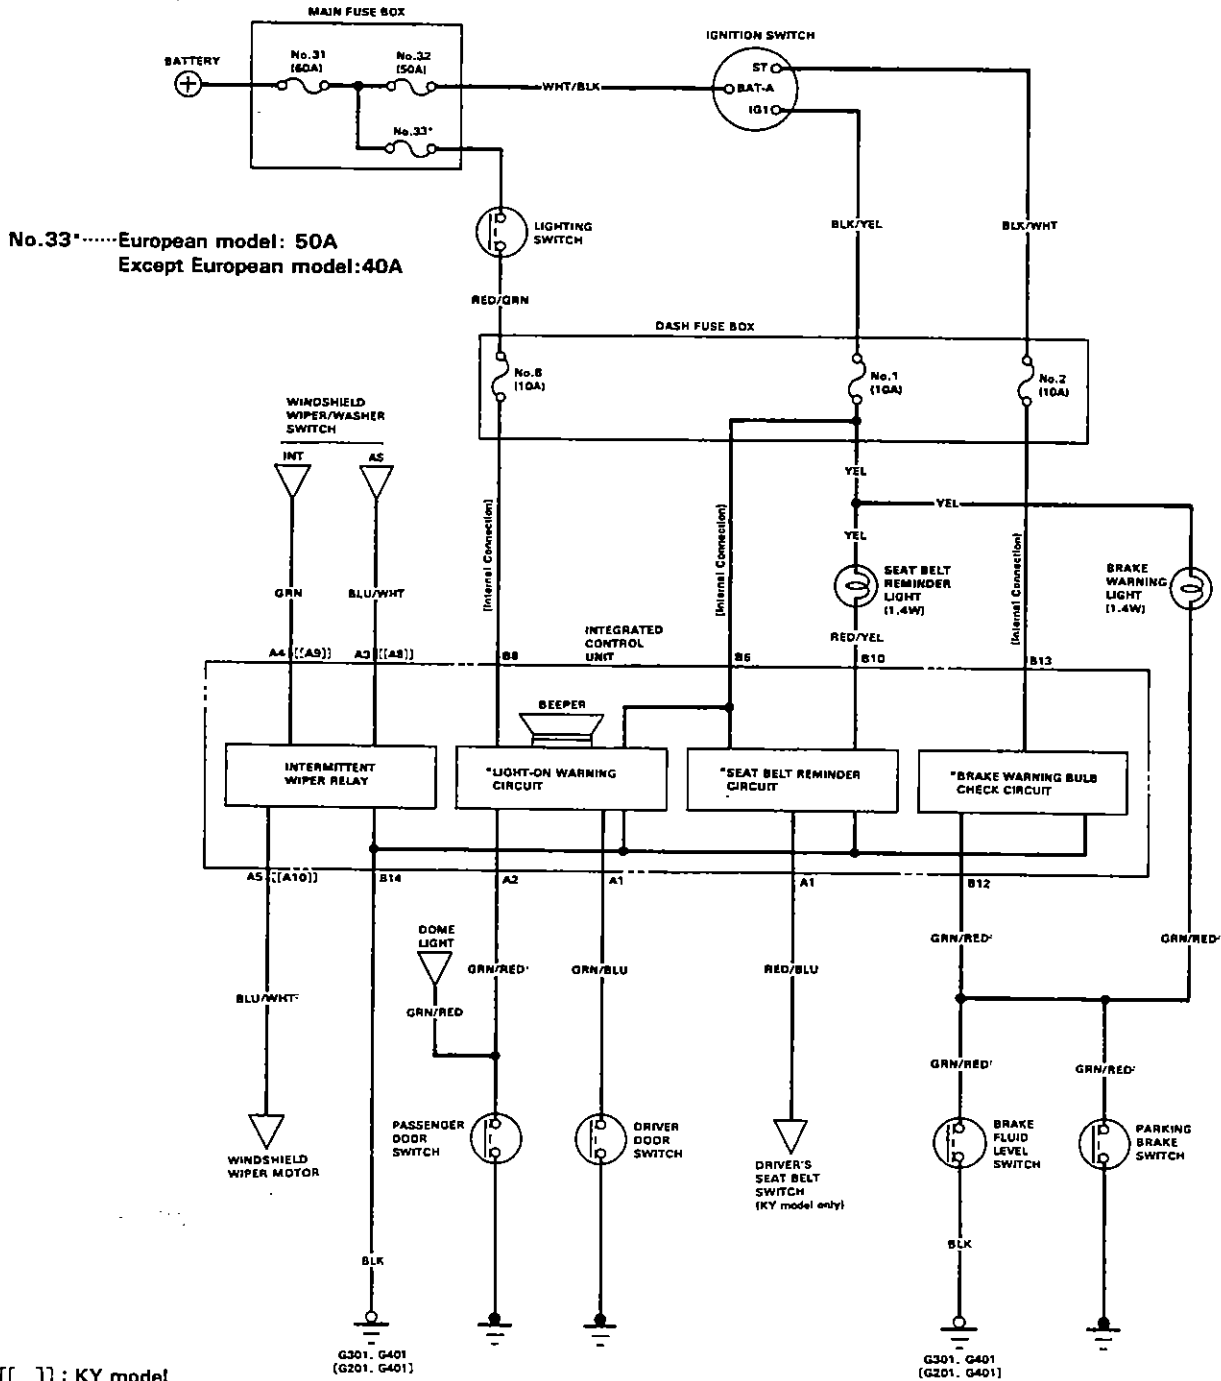 MAIN FUSE BOX
BATTERY
No.31
(60A)
No.32
(50A)
No.33*
WHT/BLK
IGNITION SWITCH
ST
BAT-A
IG1
No.33*······European model: 50A
Except European model:40A
LIGHTING
SWITCH
BLK/YEL
BLK/WHT
RED/GRN
DASH FUSE BOX
(10A)
No.1
(10A)
No.2
(10A)
WINDSHIELD
WIPER/WASHER
SWITCH
INT
AS
YEL
YEL
YEL
[Internal Connection]
[Internal Connection]
[Internal Connection]
SEAT BELT
REMINDER
LIGHT
(1.4W)
BRAKE
WARNING
LIGHT
(1.4W)
GRN
BLU/WHT
RED/YEL
INTEGRATED
CONTROL
UNIT
A4 [[A9]]
A3 [[A8]]
B8
B6
B10
B13
BEEPER
INTERMITTENT
WIPER RELAY
*LIGHT-ON WARNING
CIRCUIT
*SEAT BELT REMINDER
CIRCUIT
*BRAKE WARNING BULB
CHECK CIRCUIT
A5 [[A10]]
B14
A2
A1
A1
B12
DOME
LIGHT
GRN/RED
GRN/RED
GRN/BLU
RED/BLU
GRN/RED
GRN/RED
BLU/WHT
GRN/RED
GRN/RED
WINDSHIELD
WIPER MOTOR
PASSENGER
DOOR
SWITCH
DRIVER
DOOR
SWITCH
DRIVER'S
SEAT BELT
SWITCH
(KY model only)
BRAKE
FLUID
LEVEL
SWITCH
PARKING
BRAKE
SWITCH
BLK
BLK
G301, G401
[G201, G401]
G301, G401
[G201, G401]
[[ ]] : KY model